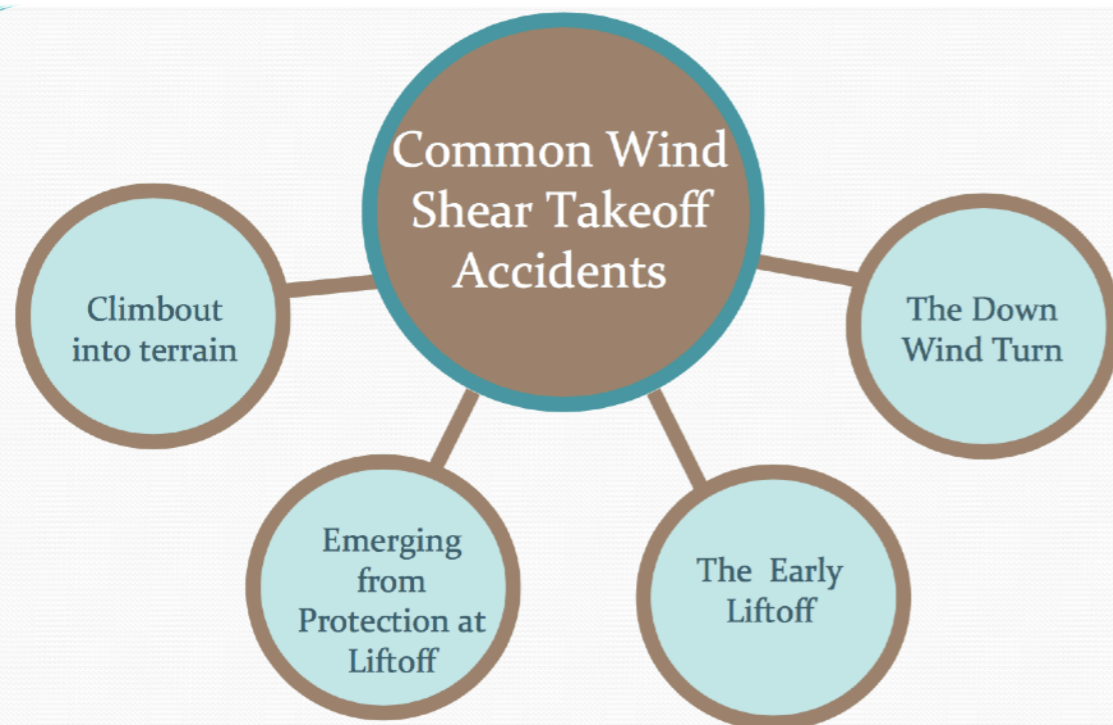 Common Wind
Shear Takeoff
Accidents
Climbout
into terrain
Emerging
from
Protection at
Liftoff
The Early
Liftoff
The Down
Wind Turn